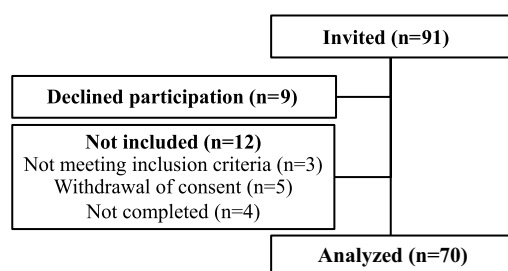 Invited (n=91)
Declined participation (n=9)
Not included (n=12)
Not meeting inclusion criteria (n=3)
Withdrawal of consent (n=5)
Not completed (n=4)
Analyzed (n=70)